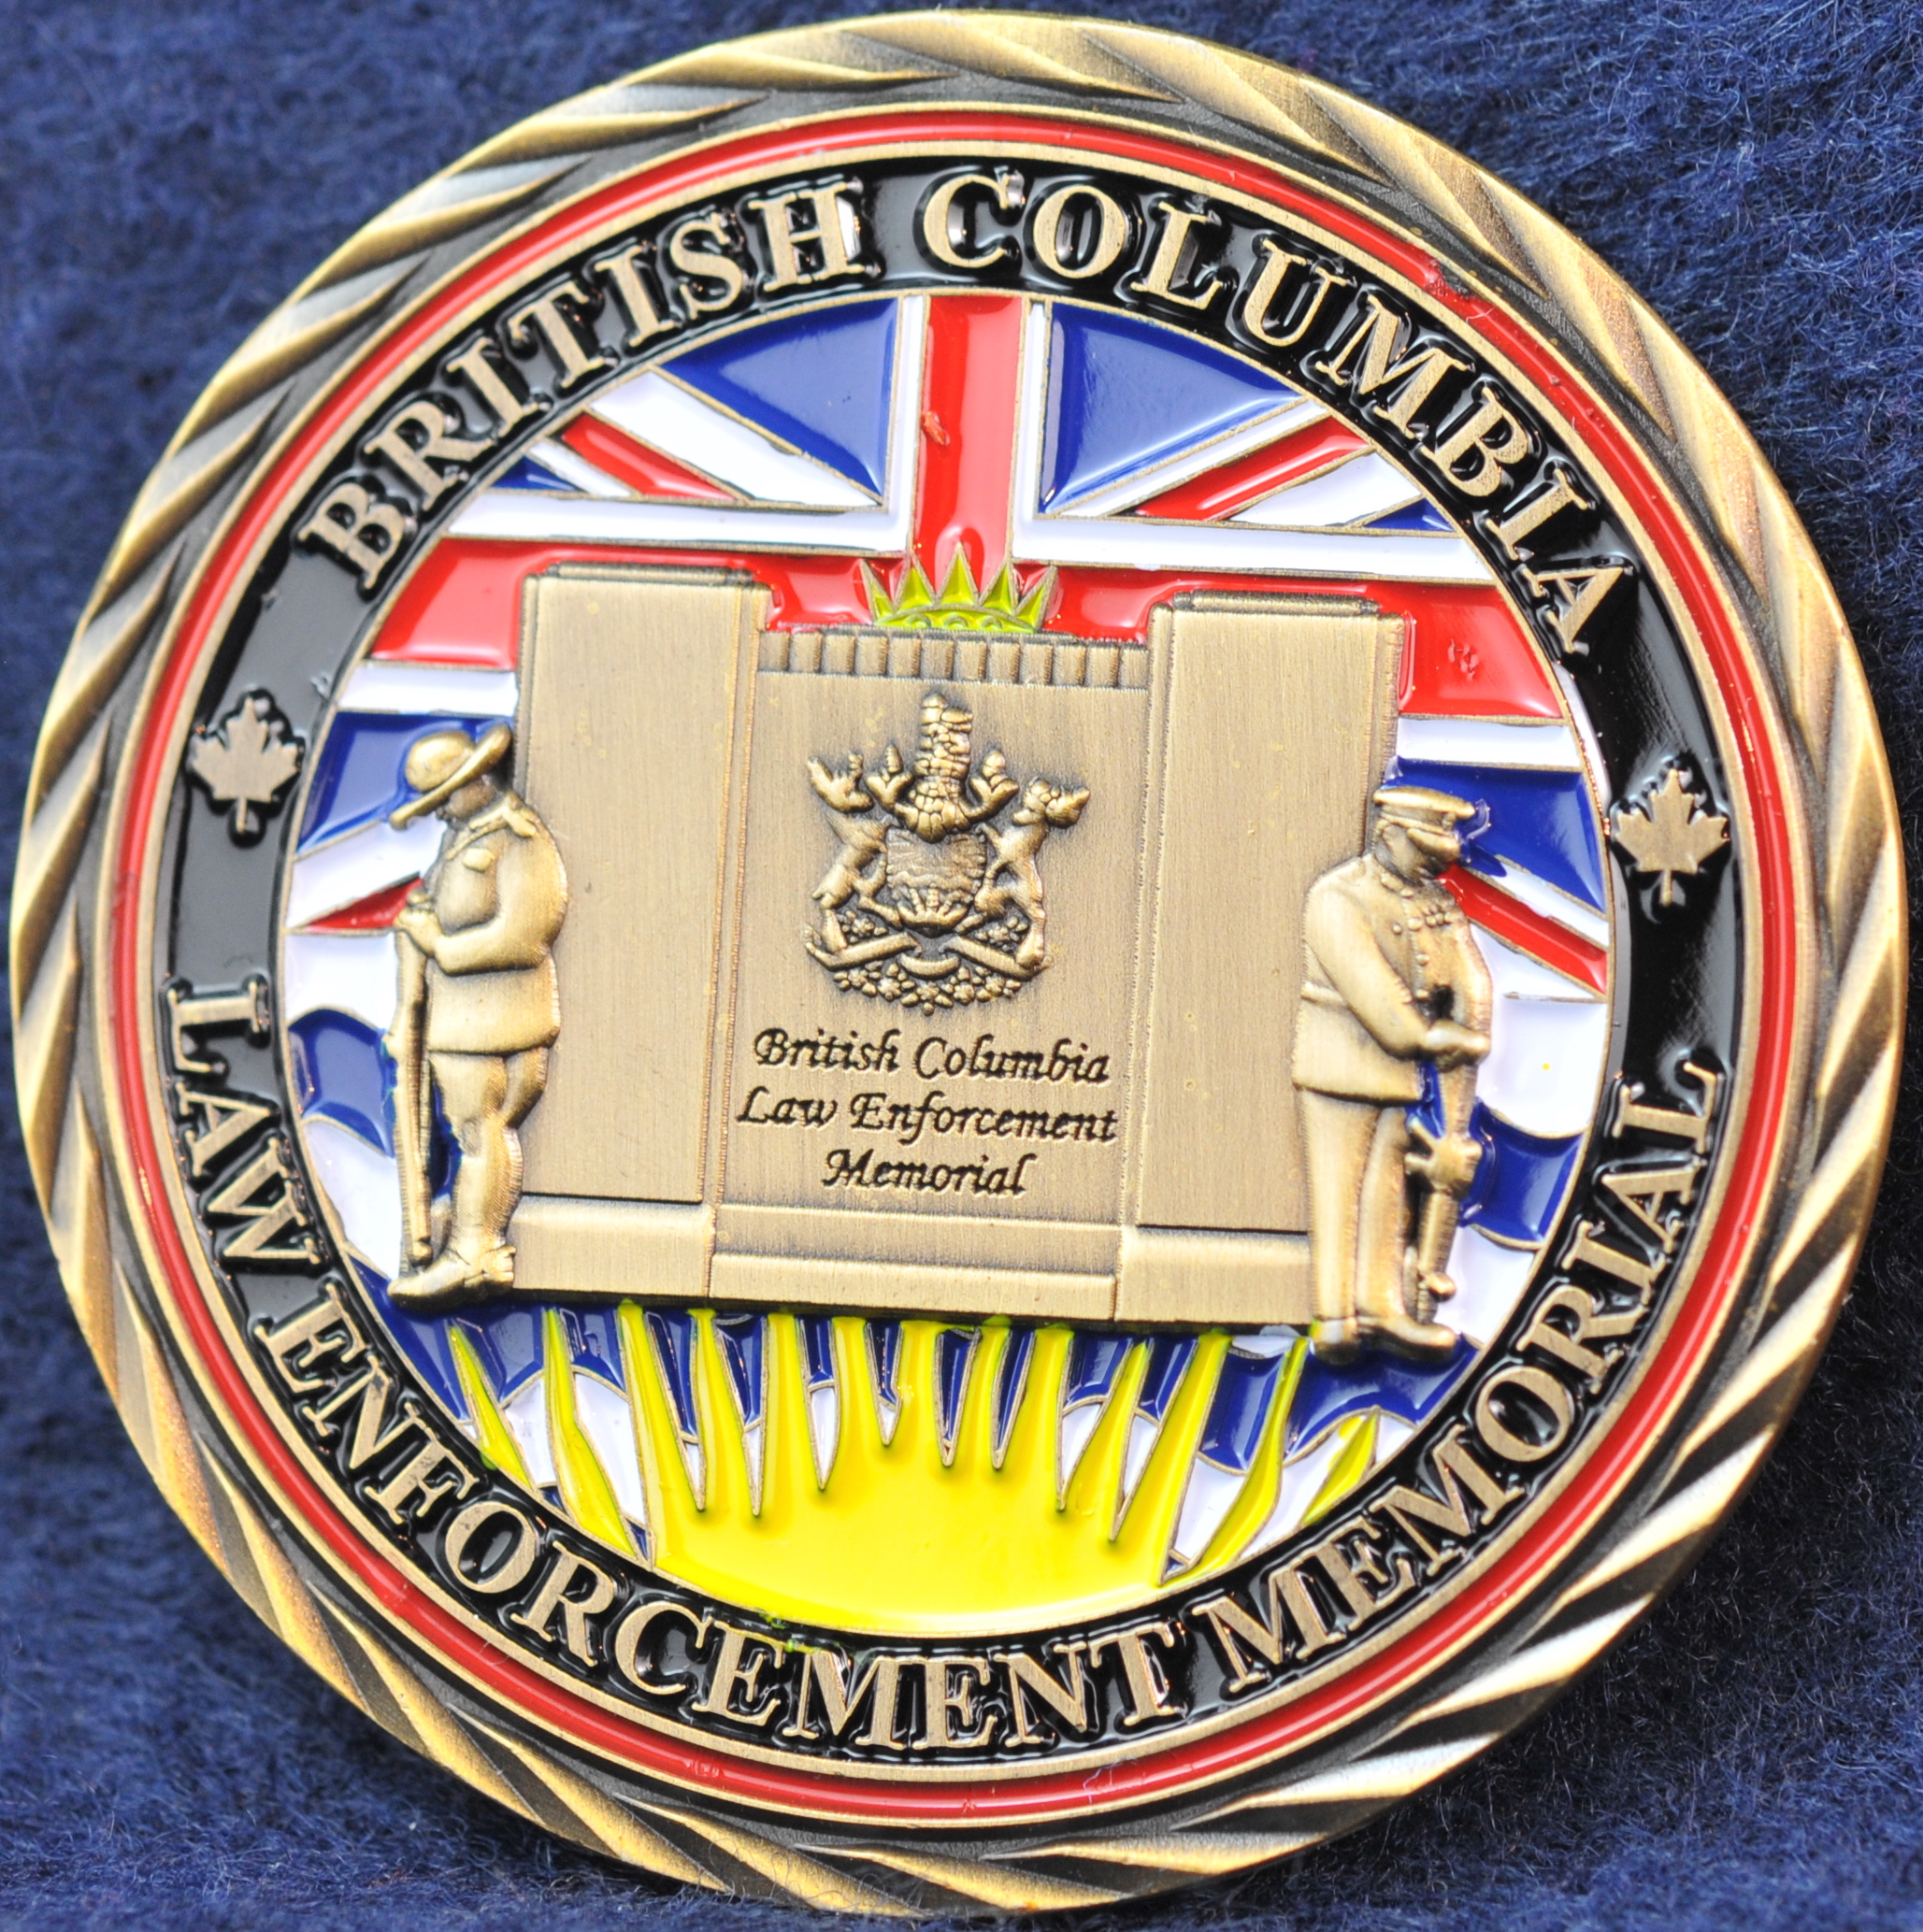 BRITISH COLUMBIA
British Columbia
Law Enforcement
Memorial
LAW ENFORCEMENT MEMORIAL